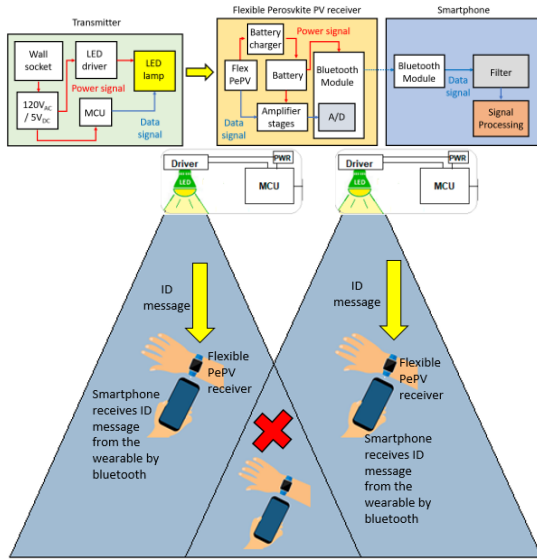 Transmitter
Wall
socket
LED
driver
LED
lamp
Power signal
120VAC
/ 5VDC
MCU
Data
signal
Flexible Perosvkite PV receiver
Battery
charger
Power signal
Flex
PePV
Battery
Bluetooth
Module
Data
signal
Amplifier
stages
A/D
Smartphone
Bluetooth
Module
Data
signal
Filter
Signal
Processing
Driver
PWR
LED
MCU
Driver
PWR
LED
MCU
ID
message
Flexible
PePV
receiver
Smartphone
receives ID
message
from the
wearable by
bluetooth
ID
message
Flexible
PePV
receiver
Smartphone
receives ID
message
from the
wearable by
bluetooth